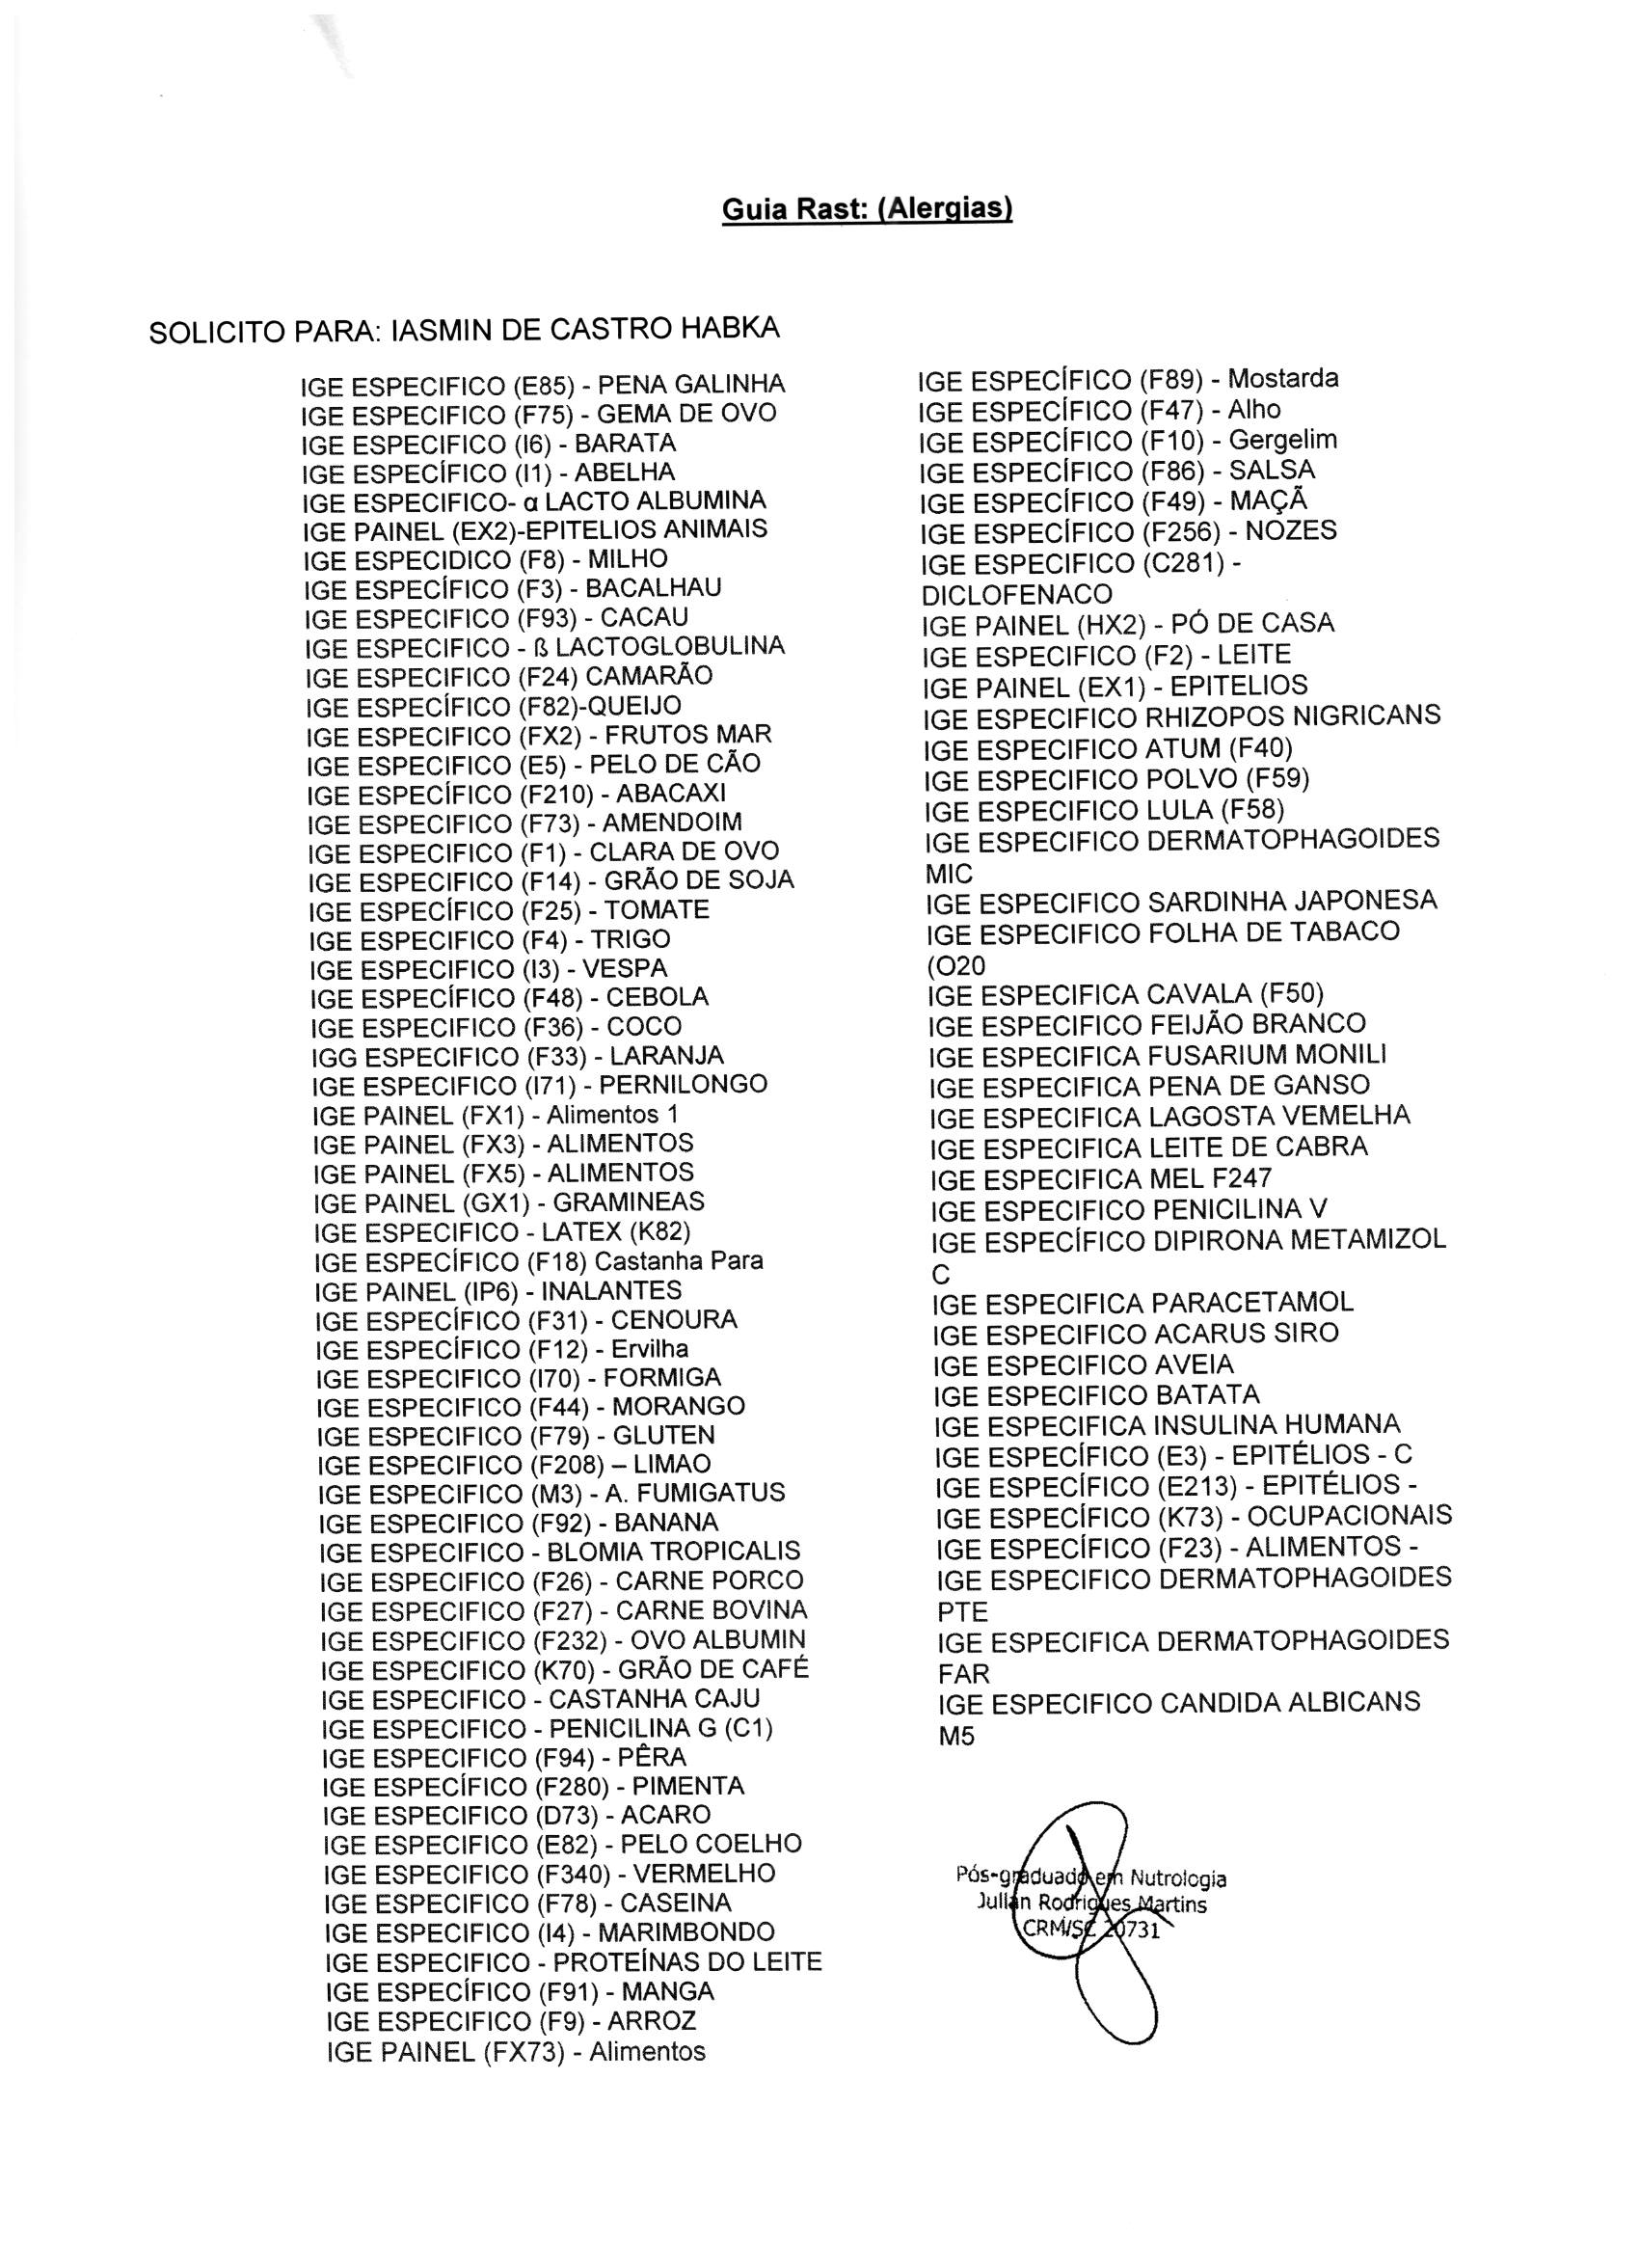 Guia Rast: (Alergias)
SOLICITO PARA: IASMIN DE CASTRO HABKA
IGE ESPECIFICO (E85) - PENA GALINHA
IGE ESPECIFICO (F75) - GEMA DE OVO
IGE ESPECIFICO (I6) - BARATA
IGE ESPECÍFICO (I1) - ABELHA
IGE ESPECIFICO- α LACTO ALBUMINA
IGE PAINEL (EX2)-EPITELIOS ANIMAIS
IGE ESPECIDICO (F8) - MILHO
IGE ESPECÍFICO (F3) - BACALHAU
IGE ESPECIFICO (F93) - CACAU
IGE ESPECIFICO - ß LACTOGLOBULINA
IGE ESPECIFICO (F24) CAMARÃO
IGE ESPECÍFICO (F82)-QUEIJO
IGE ESPECIFICO (FX2) - FRUTOS MAR
IGE ESPECIFICO (E5) - PELO DE CÃO
IGE ESPECÍFICO (F210) - ABACAXI
IGE ESPECIFICO (F73) - AMENDOIM
IGE ESPECIFICO (F1) - CLARA DE OVO
IGE ESPECIFICO (F14) - GRÃO DE SOJA
IGE ESPECÍFICO (F25) - TOMATE
IGE ESPECIFICO (F4) - TRIGO
IGE ESPECIFICO (I3) - VESPA
IGE ESPECÍFICO (F48) - CEBOLA
IGE ESPECIFICO (F36) - COCO
IGG ESPECIFICO (F33) - LARANJA
IGE ESPECIFICO (I71) - PERNILONGO
IGE PAINEL (FX1) - Alimentos 1
IGE PAINEL (FX3) - ALIMENTOS
IGE PAINEL (FX5) - ALIMENTOS
IGE PAINEL (GX1) - GRAMINEAS
IGE ESPECIFICO - LATEX (K82)
IGE ESPECÍFICO (F18) Castanha Para
IGE PAINEL (IP6) - INALANTES
IGE ESPECÍFICO (F31) - CENOURA
IGE ESPECÍFICO (F12) - Ervilha
IGE ESPECIFICO (I70) - FORMIGA
IGE ESPECIFICO (F44) - MORANGO
IGE ESPECIFICO (F79) - GLUTEN
IGE ESPECIFICO (F208) – LIMAO
IGE ESPECIFICO (M3) - A. FUMIGATUS
IGE ESPECIFICO (F92) - BANANA
IGE ESPECIFICO - BLOMIA TROPICALIS
IGE ESPECIFICO (F26) - CARNE PORCO
IGE ESPECIFICO (F27) - CARNE BOVINA
IGE ESPECIFICO (F232) - OVO ALBUMIN
IGE ESPECIFICO (K70) - GRÃO DE CAFÉ
IGE ESPECIFICO - CASTANHA CAJU
IGE ESPECIFICO - PENICILINA G (C1)
IGE ESPECIFICO (F94) - PÊRA
IGE ESPECÍFICO (F280) - PIMENTA
IGE ESPECIFICO (D73) - ACARO
IGE ESPECIFICO (E82) - PELO COELHO
IGE ESPECIFICO (F340) - VERMELHO
IGE ESPECIFICO (F78) - CASEINA
IGE ESPECIFICO (I4) - MARIMBONDO
IGE ESPECIFICO - PROTEÍNAS DO LEITE
IGE ESPECÍFICO (F91) - MANGA
IGE ESPECIFICO (F9) - ARROZ
IGE PAINEL (FX73) - Alimentos
IGE ESPECÍFICO (F89) - Mostarda
IGE ESPECÍFICO (F47) - Alho
IGE ESPECÍFICO (F10) - Gergelim
IGE ESPECÍFICO (F86) - SALSA
IGE ESPECÍFICO (F49) - MAÇÃ
IGE ESPECÍFICO (F256) - NOZES
IGE ESPECIFICO (C281) -
DICLOFENACO
IGE PAINEL (HX2) - PÓ DE CASA
IGE ESPECIFICO (F2) - LEITE
IGE PAINEL (EX1) - EPITELIOS
IGE ESPECIFICO RHIZOPOS NIGRICANS
IGE ESPECIFICO ATUM (F40)
IGE ESPECIFICO POLVO (F59)
IGE ESPECIFICO LULA (F58)
IGE ESPECIFICO DERMATOPHAGOIDES
MIC
IGE ESPECIFICO SARDINHA JAPONESA
IGE ESPECIFICO FOLHA DE TABACO
(O20
IGE ESPECIFICA CAVALA (F50)
IGE ESPECIFICO FEIJÃO BRANCO
IGE ESPECIFICA FUSARIUM MONILI
IGE ESPECIFICA PENA DE GANSO
IGE ESPECIFICA LAGOSTA VEMELHA
IGE ESPECIFICA LEITE DE CABRA
IGE ESPECIFICA MEL F247
IGE ESPECIFICO PENICILINA V
IGE ESPECÍFICO DIPIRONA METAMIZOL
C
IGE ESPECIFICA PARACETAMOL
IGE ESPECIFICO ACARUS SIRO
IGE ESPECIFICO AVEIA
IGE ESPECIFICO BATATA
IGE ESPECIFICA INSULINA HUMANA
IGE ESPECÍFICO (E3) - EPITÉLIOS - C
IGE ESPECÍFICO (E213) - EPITÉLIOS -
IGE ESPECÍFICO (K73) - OCUPACIONAIS
IGE ESPECÍFICO (F23) - ALIMENTOS -
IGE ESPECIFICO DERMATOPHAGOIDES
PTE
IGE ESPECIFICA DERMATOPHAGOIDES
FAR
IGE ESPECIFICO CANDIDA ALBICANS
M5
Pós-graduado em Nutrologia
Julian Rodrigues Martins
CRM/SC 20731